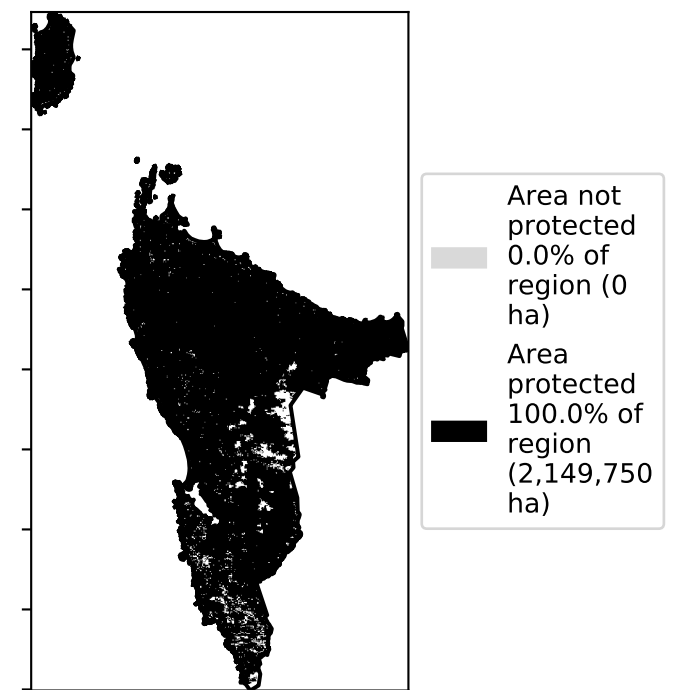 Area not
protected
0.0% of
region (0
ha)
Area
protected
100.0% of
region
(2,149,750
ha)